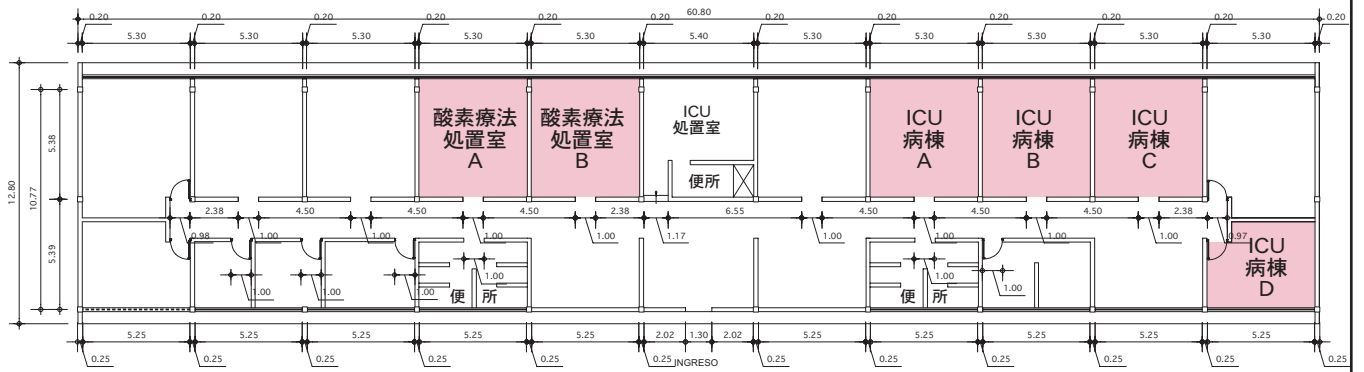 60.80
0.20 0.20 0.20 0.20 0.20 0.20 0.20 0.20 0.20 0.20 0.20 0.20
5.30 5.30 5.30 5.30 5.30 5.40 5.30 5.30 5.30 5.30 5.30
12.80
10.77
5.38
5.39
酸素療法
処置室
A
酸素療法
処置室
B
ICU
処置室
便所
ICU
病棟
A
ICU
病棟
B
ICU
病棟
C
2.38 4.50 4.50 4.50 2.38 6.55 4.50 4.50 4.50 2.38
0.98 1.00 1.00 1.00 1.00 1.17 1.00 1.00 1.00 1.00 0.97
ICU
病棟
D
1.00 1.00 1.00 1.00 1.00 1.00
便 所
便 所
5.25 5.25 5.25 5.25 5.25 2.02 1.30 2.02 5.25 5.25 5.25 5.25 5.25
0.25 0.25 0.25 0.25 0.25 0.25 0.25 0.25 0.25 0.25 0.25 0.25
INGRESO